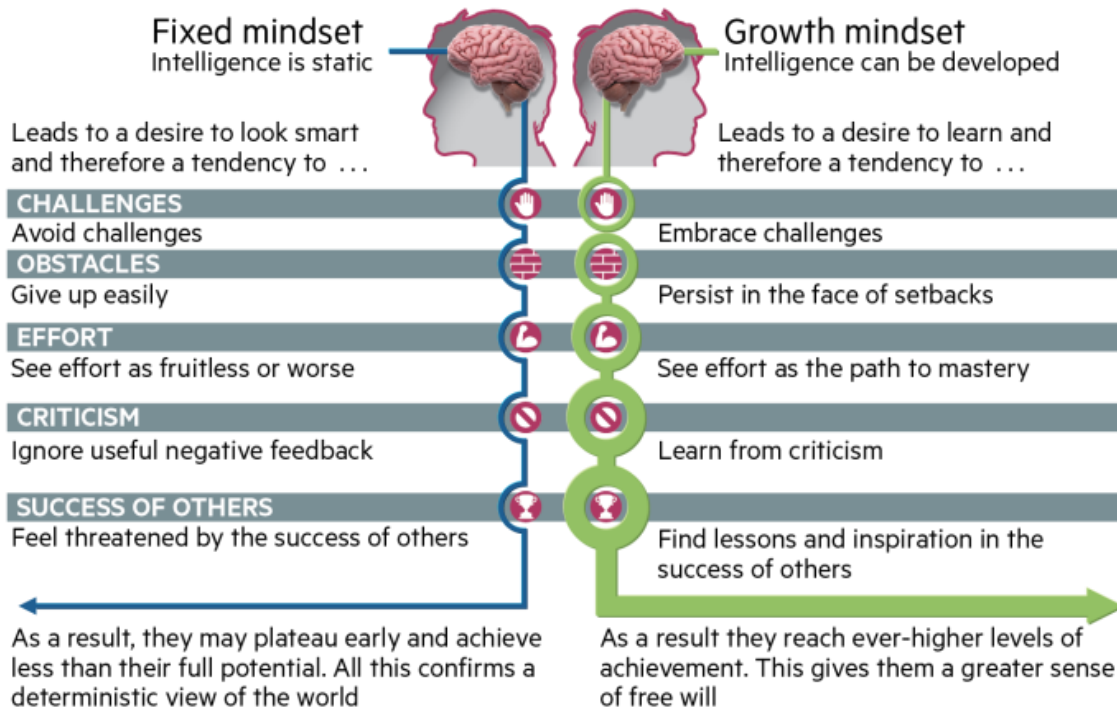 Fixed mindset
Intelligence is static
Growth mindset
Intelligence can be developed
Leads to a desire to look smart
and therefore a tendency to ...
Leads to a desire to learn and
therefore a tendency to ...
CHALLENGES
Avoid challenges
Embrace challenges
OBSTACLES
Give up easily
Persist in the face of setbacks
EFFORT
See effort as fruitless or worse
See effort as the path to mastery
CRITICISM
Ignore useful negative feedback
Learn from criticism
SUCCESS OF OTHERS
Feel threatened by the success of others
Find lessons and inspiration in the
success of others
As a result, they may plateau early and achieve
less than their full potential. All this confirms a
deterministic view of the world
As a result they reach ever-higher levels of
achievement. This gives them a greater sense
of free will